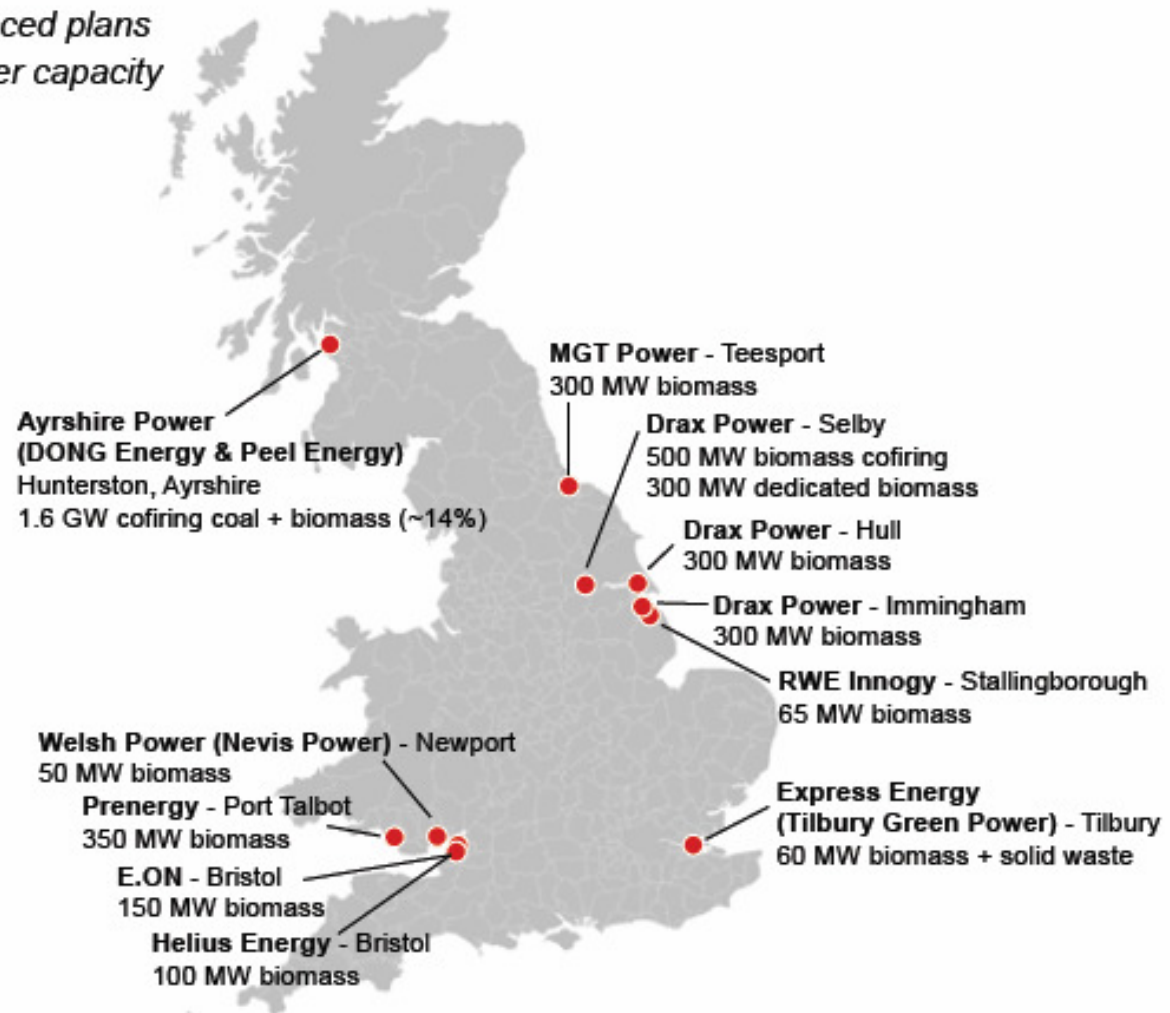 ced plans
er capacity
MGT Power - Teesport
300 MW biomass
Drax Power - Selby
500 MW biomass cofiring
300 MW dedicated biomass
Ayrshire Power
(DONG Energy & Peel Energy)
Hunterston, Ayrshire
1.6 GW cofiring coal + biomass (~14%)
Drax Power - Hull
300 MW biomass
Drax Power - Immingham
300 MW biomass
RWE Innogy - Stallingborough
65 MW biomass
Welsh Power (Nevis Power) - Newport
50 MW biomass
Prenergy - Port Talbot
350 MW biomass
E.ON - Bristol
150 MW biomass
Helius Energy - Bristol
100 MW biomass
Express Energy
(Tilbury Green Power) - Tilbury
60 MW biomass + solid waste